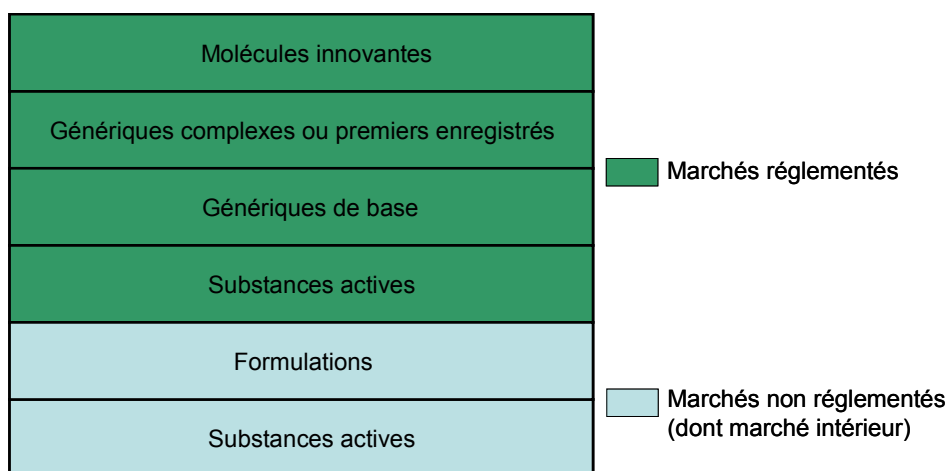 Molécules innovantes
Génériques complexes ou premiers enregistrés
Génériques de base
Substances actives
Formulations
Substances actives
Marchés réglementés
Marchés non réglementés
(dont marché intérieur)